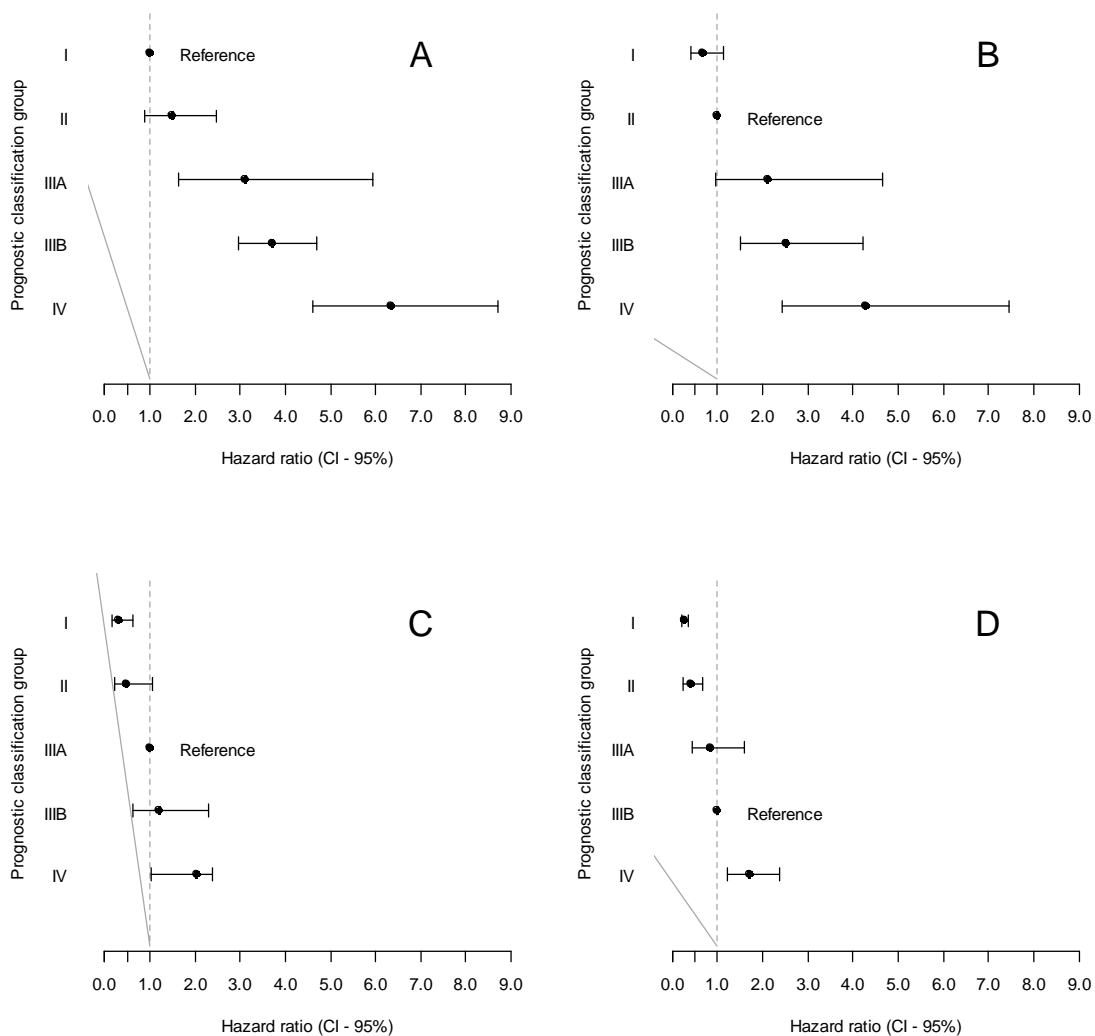 A
Prognostic classification group
I
Reference
II
IIIA
IIIB
IV
0.0 1.0 2.0 3.0 4.0 5.0 6.0 7.0 8.0 9.0
Hazard ratio (CI - 95%)
B
Prognostic classification group
I
II
Reference
IIIA
IIIB
IV
0.0 1.0 2.0 3.0 4.0 5.0 6.0 7.0 8.0 9.0
Hazard ratio (CI - 95%)
C
Prognostic classification group
I
II
IIIA
Reference
IIIB
IV
0.0 1.0 2.0 3.0 4.0 5.0 6.0 7.0 8.0 9.0
Hazard ratio (CI - 95%)
D
Prognostic classification group
I
II
IIIA
IIIB
Reference
IV
0.0 1.0 2.0 3.0 4.0 5.0 6.0 7.0 8.0 9.0
Hazard ratio (CI - 95%)